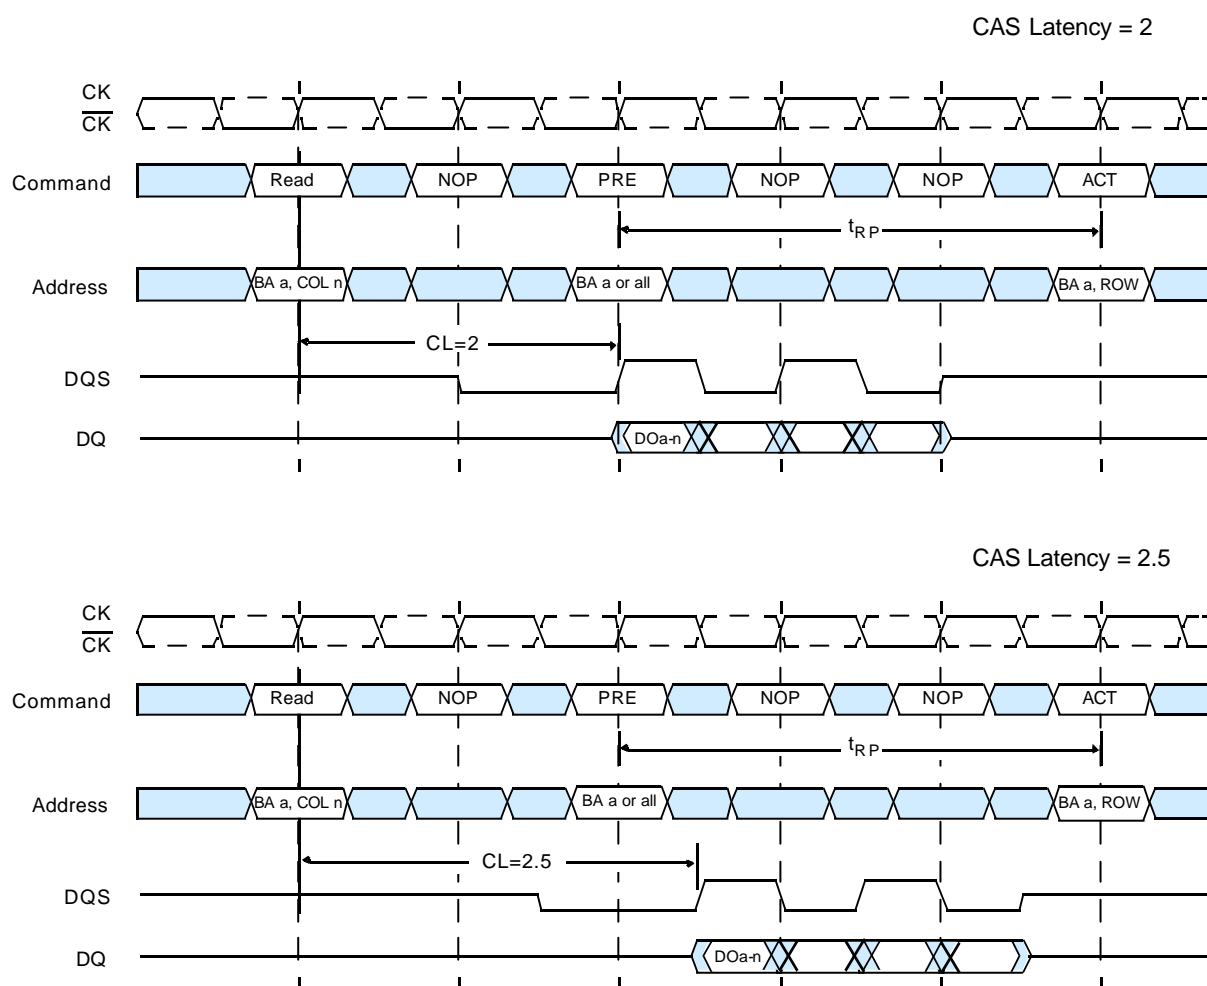 CAS Latency = 2
CK
CK
Command Read NOP PRE NOP NOP ACT
tRP
Address BA a, COL n BA a or all BA a, ROW
CL=2
DQS
DQ DOa-n
CAS Latency = 2.5
CK
CK
Command Read NOP PRE NOP NOP ACT
tRP
Address BA a, COL n BA a or all BA a, ROW
CL=2.5
DQS
DQ DOa-n